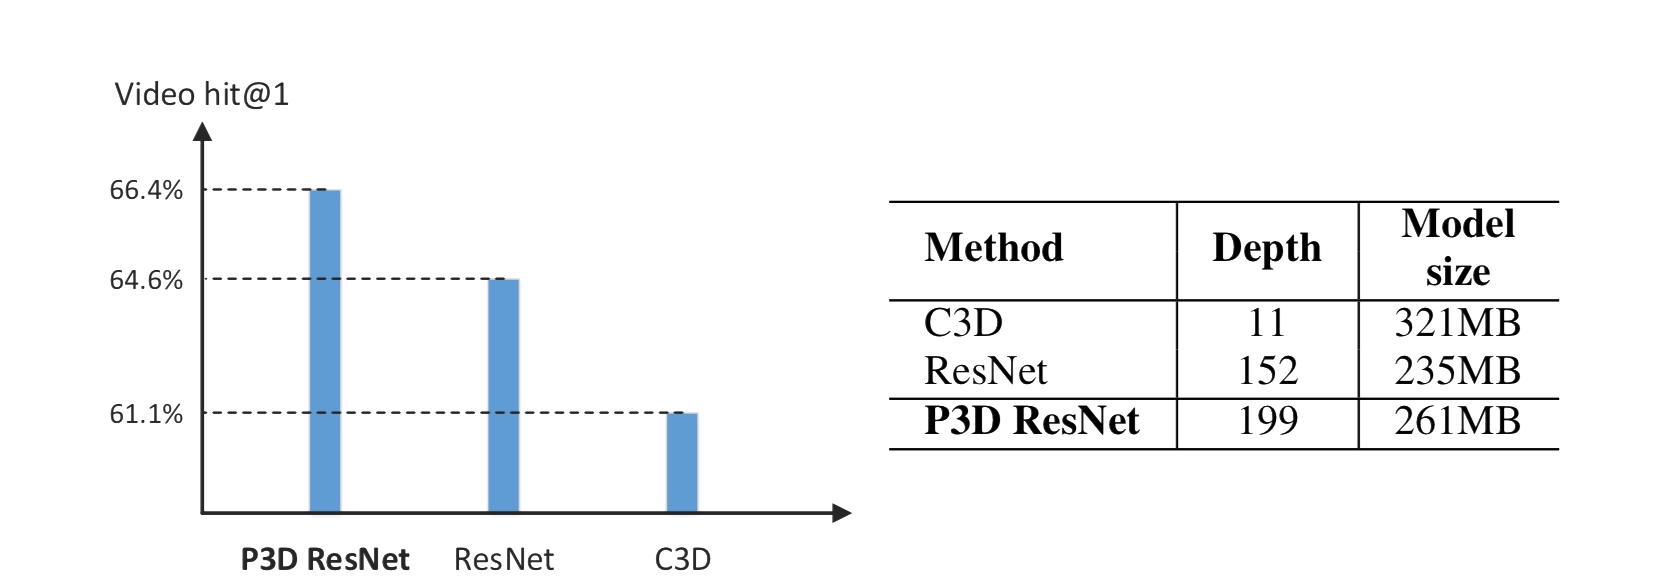 Video hit@1
66.4%
64.6%
61.1%
P3D ResNet ResNet C3D
Method Depth Model size
C3D 11 321MB
ResNet 152 235MB
P3D ResNet 199 261MB